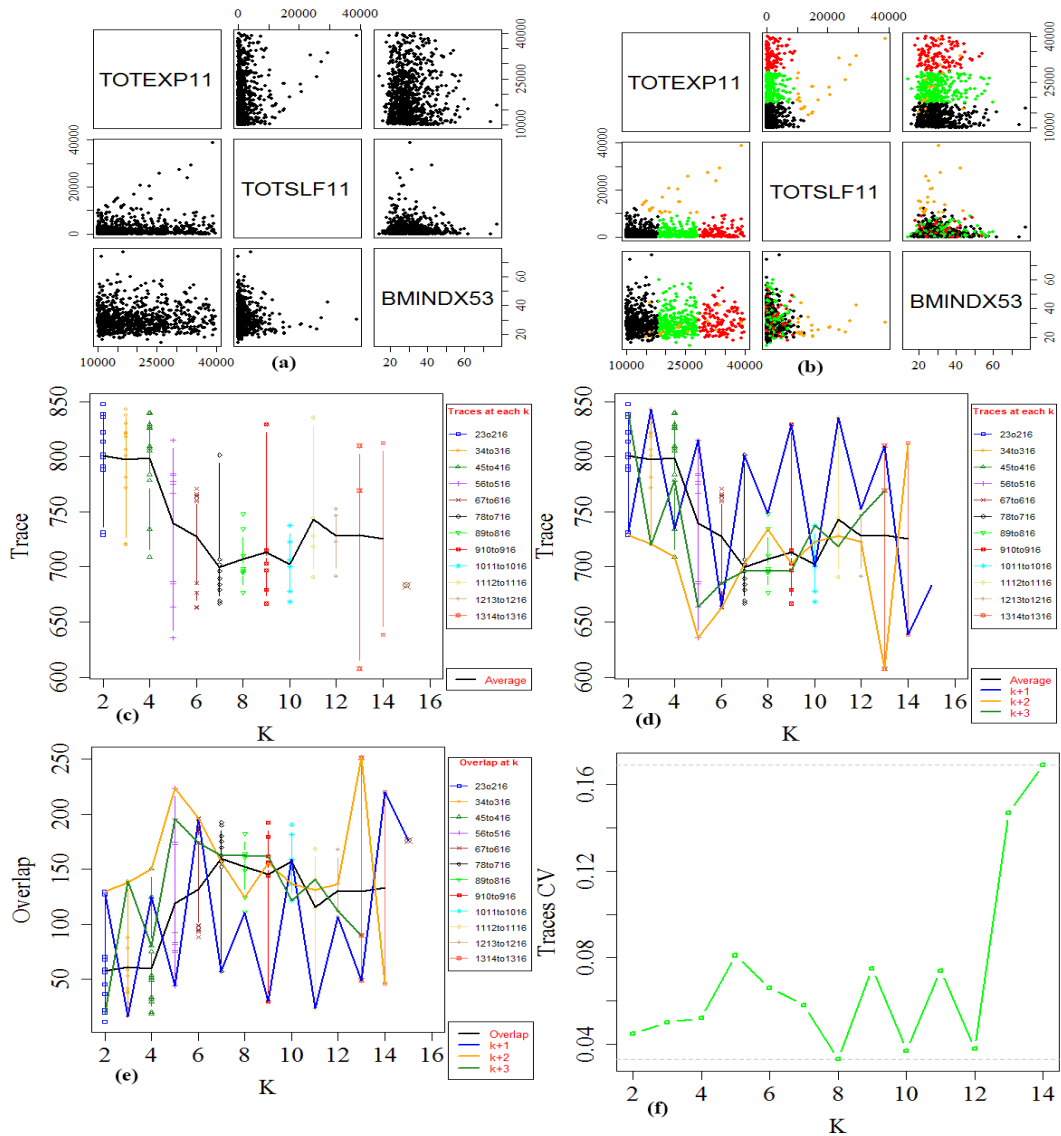 0 20000 40000
TOTEXP11
10000 25000 40000
0 20000 40000
TOTSLF11
BMINDX53
20 40 60
10000 25000 40000
20 40 60
(a)
0 10000 25000 40000
TOTEXP11
10000 25000 40000
0 20000 40000
TOTSLF11
BMINDX53
20 40 60
10000 25000 40000
20 40 60
(b)
Trace
600 650 700 750 800 850
2 4 6 8 10 12 14 16
K
(c)
Traces at each k
23o216
34to316
45to416
56to516
67to616
78to716
89to816
910to916
1011to1016
1112to1116
1213to1216
1314to1316
Average
Trace
600 650 700 750 800 850
2 4 6 8 10 12 14 16
K
(d)
Traces at each k
23o216
34to316
45to416
56to516
67to616
78to716
89to816
910to916
1011to1016
1112to1116
1213to1216
1314to1316
Average
k+1
k+2
k+3
Overlap
50 100 150 200 250
2 4 6 8 10 12 14 16
K
(e)
Overlap at k
23o216
34to316
45to416
56to516
67to616
78to716
89to816
910to916
1011to1016
1112to1116
1213to1216
1314to1316
Overlap
k+1
k+2
k+3
Traces CV
0.04 0.08 0.12 0.16
2 4 6 8 10 12 14
K
(f)